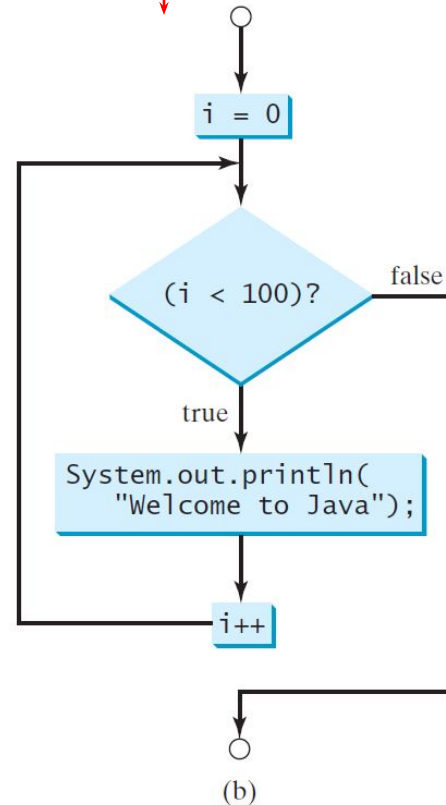 i = 0
(i < 100)?
false
true
System.out.println(
"Welcome to Java");
i++
(b)